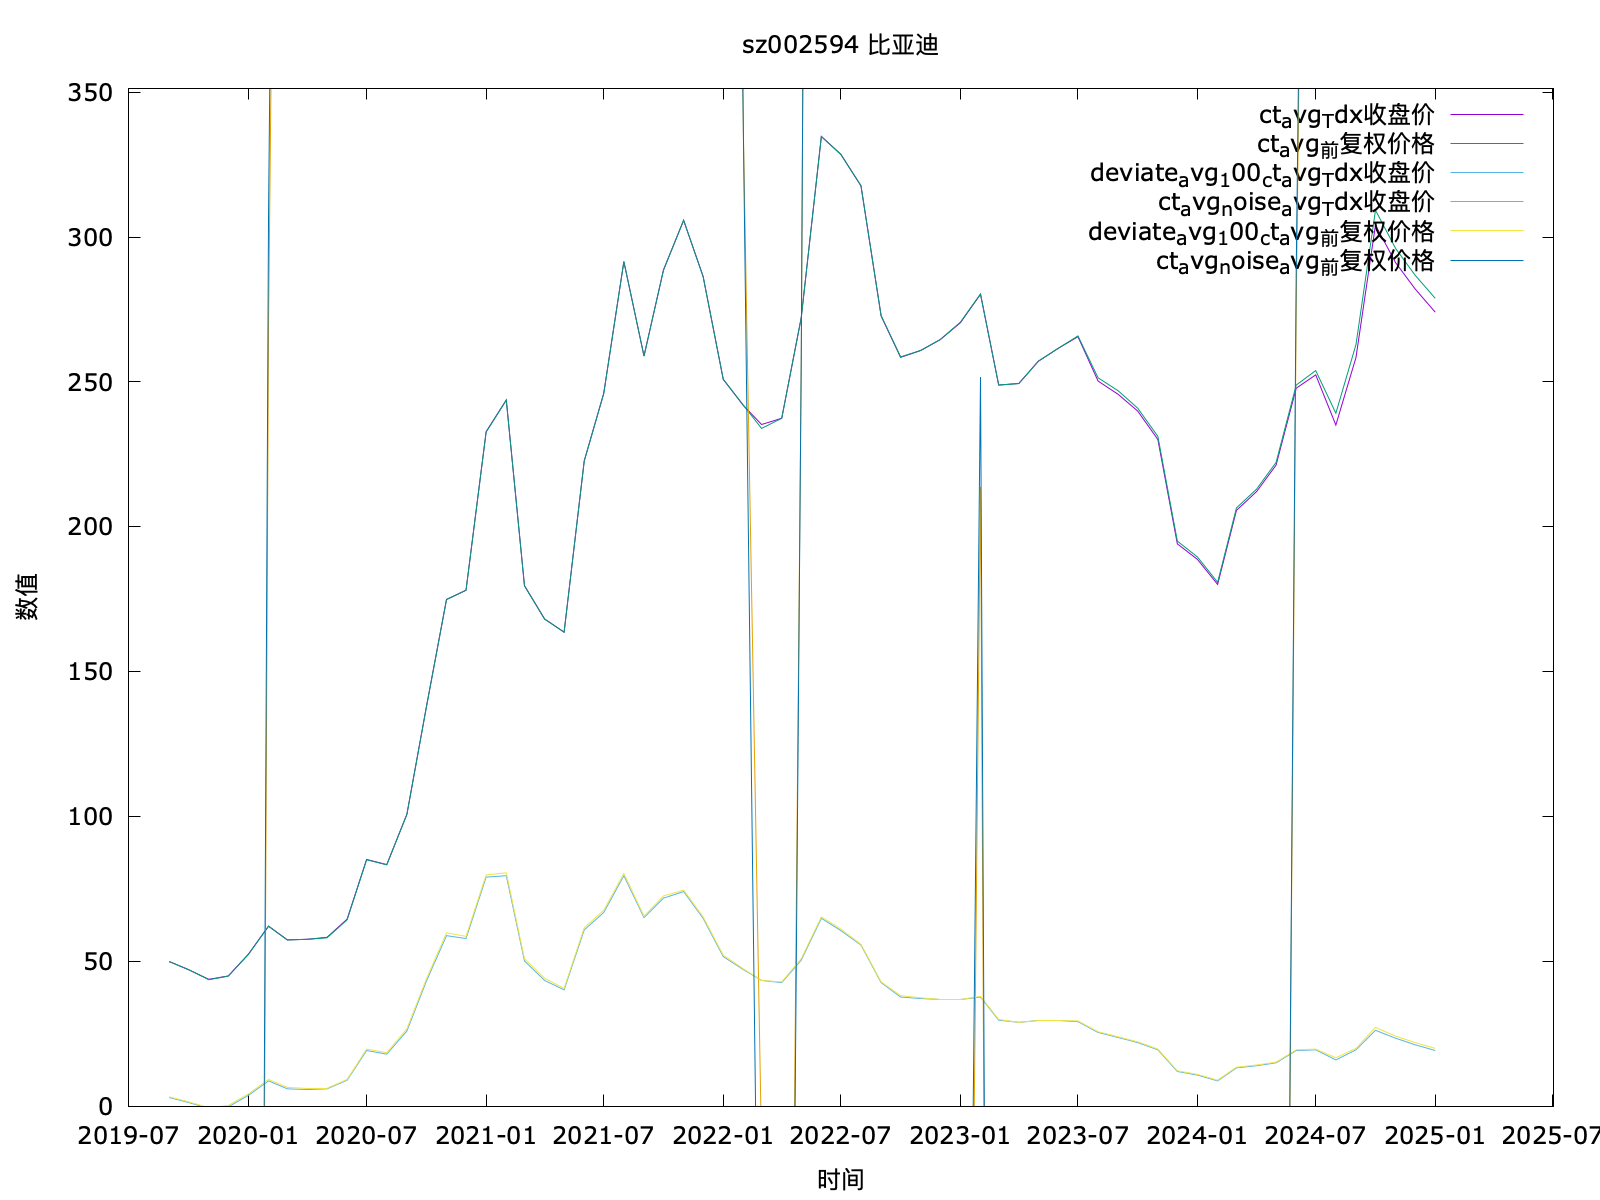 sz002594 比亚迪
350
300
250
200
150
100
50
0
数值
ctavgTdx收盘价
ctavg前复权价格
deviateavg100ctavgTdx收盘价
ctavgnoiseavgTdx收盘价
deviateavg100ctavg前复权价格
ctavgnoiseavg前复权价格
2019-07 2020-01 2020-07 2021-01 2021-07 2022-01 2022-07 2023-01 2023-07 2024-01 2024-07 2025-01 2025-07
时间